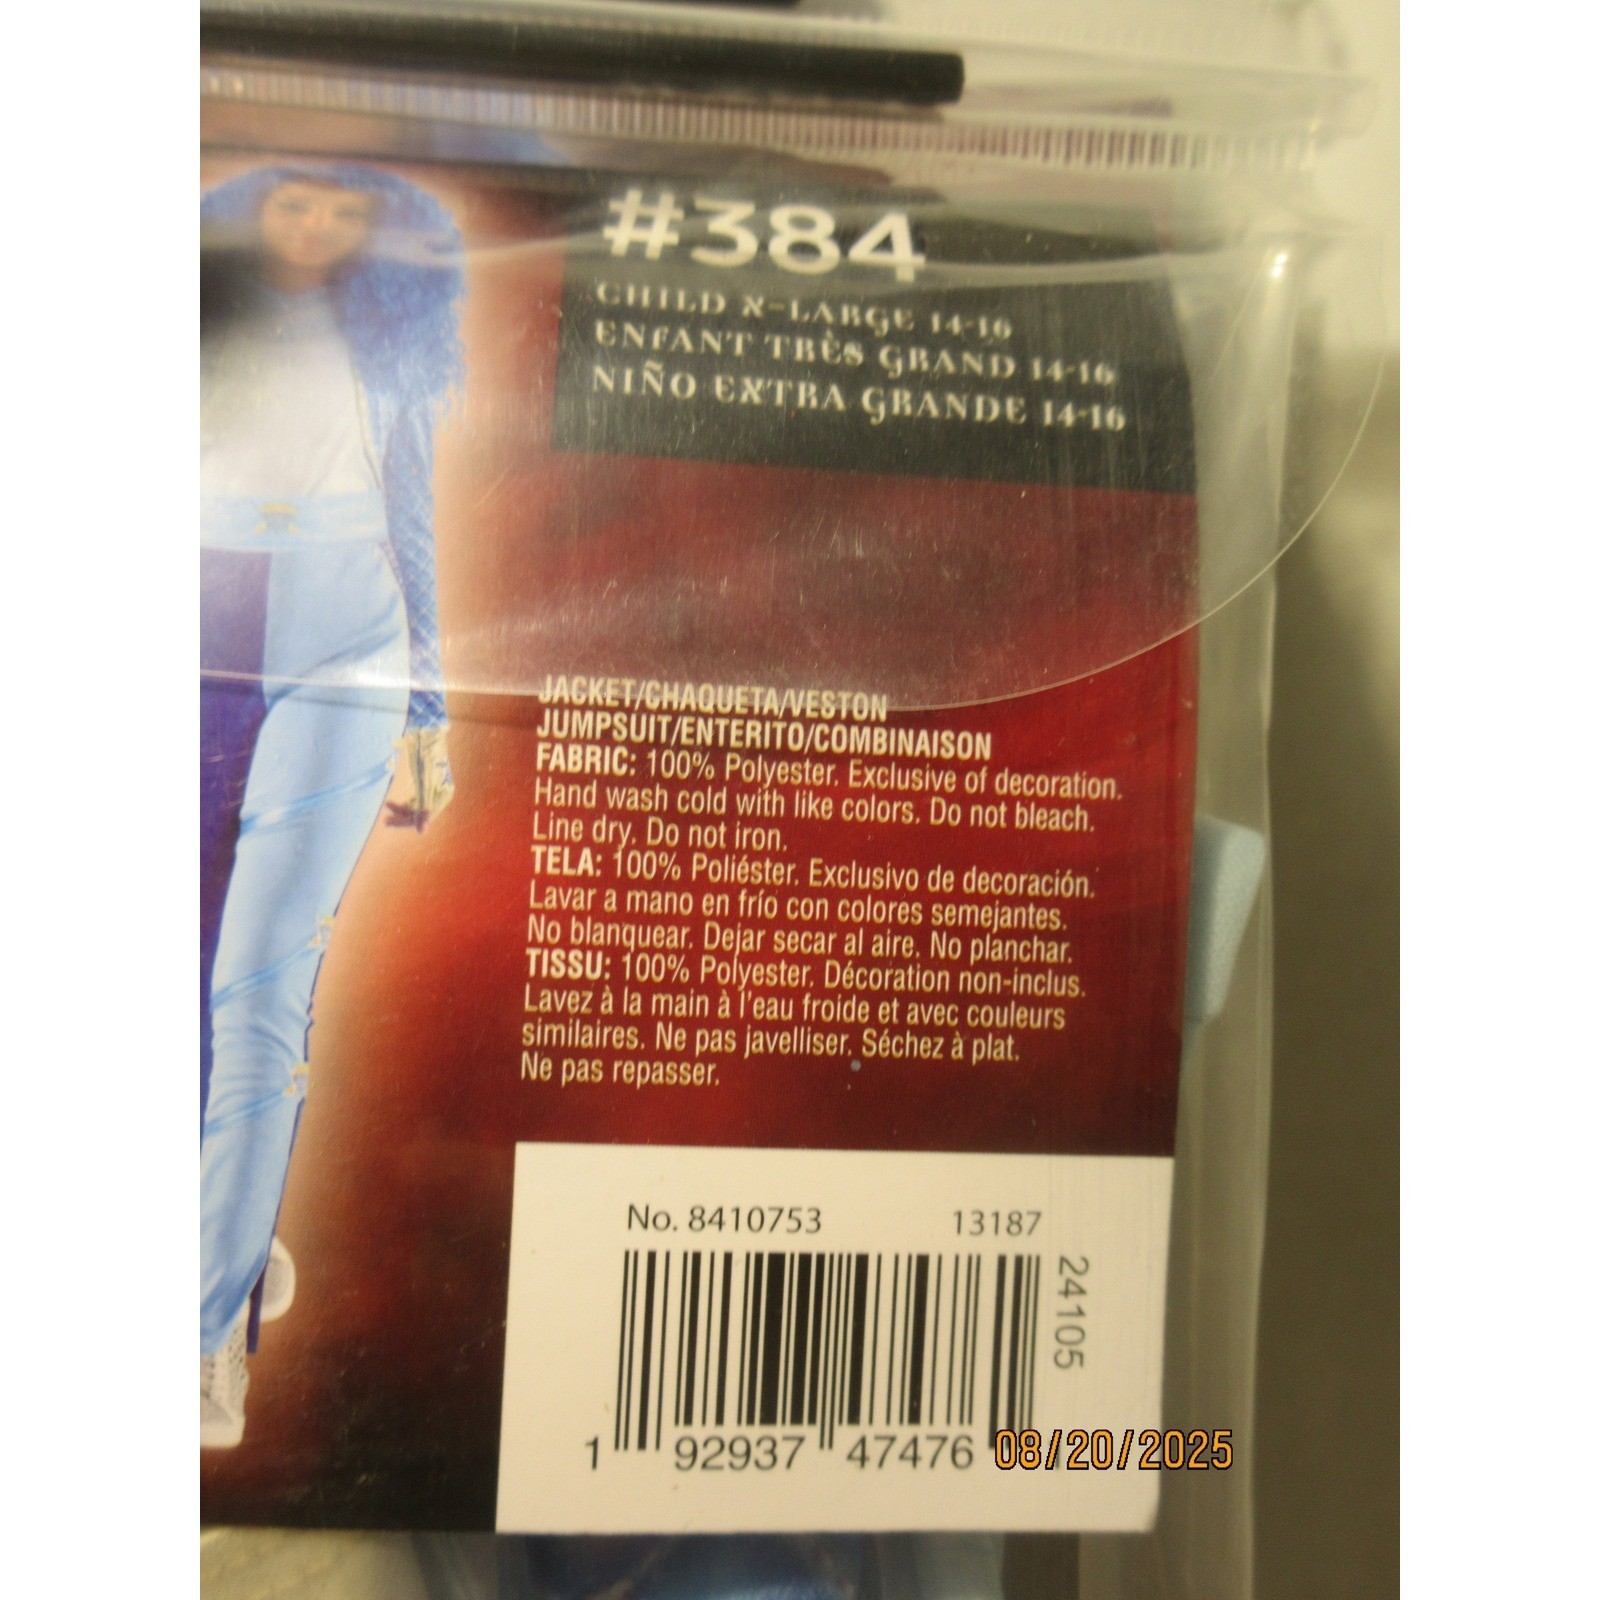 #384
CHILD X-LARGE 14-16
ENFANT TRÈS GRAND 14-16
NIÑO EXTRA GRANDE 14-16
JACKET/CHAQUETA/VESTON
JUMPSUIT/ENTERITO/COMBINAISON
FABRIC: 100% Polyester. Exclusive of decoration.
Hand wash cold with like colors. Do not bleach.
Line dry. Do not iron.
TELA: 100% Poliéster. Exclusivo de decoración.
Lavar a mano en frío con colores semejantes.
No blanquear. Dejar secar al aire. No planchar.
TISSU: 100% Polyester. Décoration non-inclus.
Lavez à la main à l'eau froide et avec couleurs
similaires. Ne pas javelliser. Séchez à plat.
Ne pas repasser.
No. 8410753 13187
24105
1 92937 47476
08/20/2025